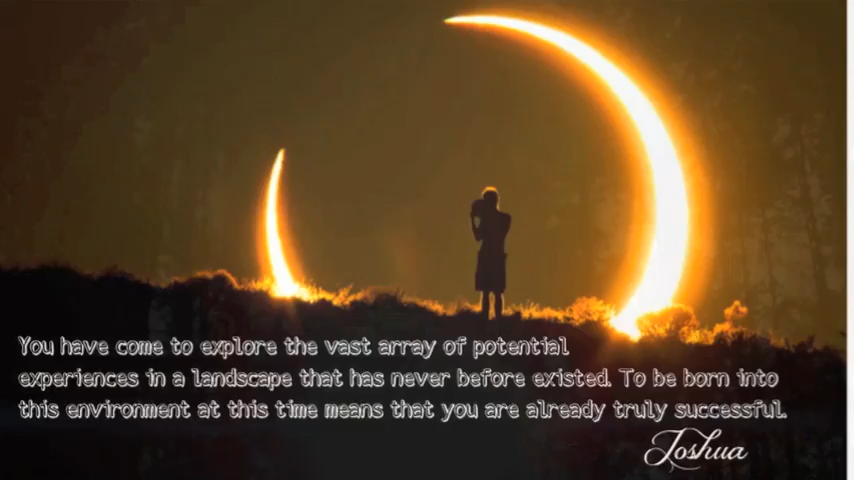 You have come to explore the vast array of potential
experiences in a landscape that has never before existed. To be born into
this environment at this time means that you are already truly successful.
Joshua